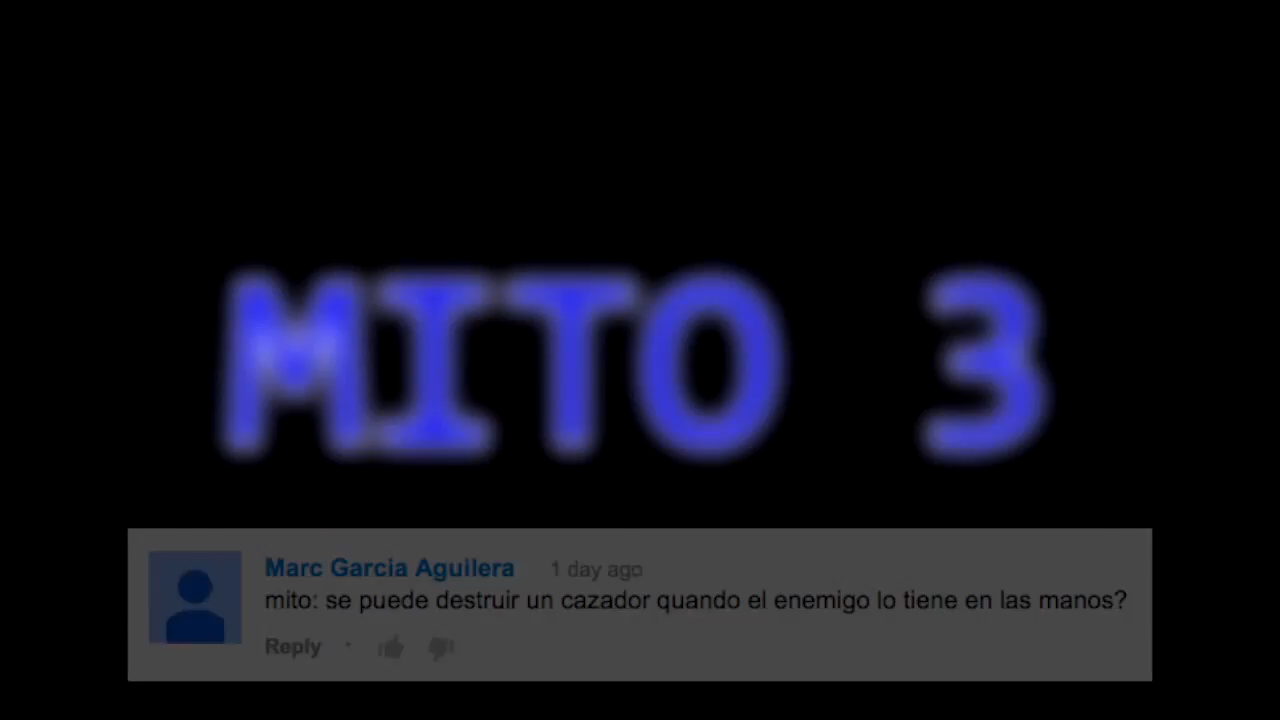 MITO 3
Marc Garcia Aguilera 1 day ago
mito: se puede destruir un cazador quando el enemigo lo tiene en las manos?
Reply ·